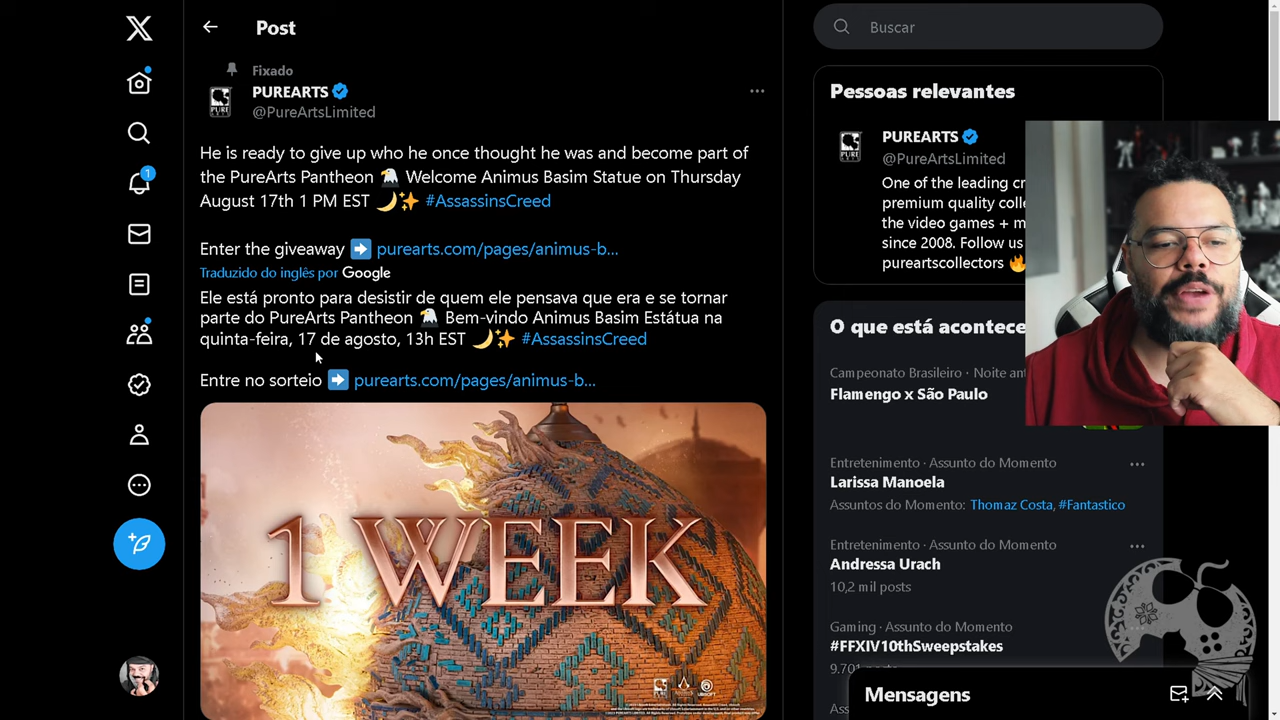 Post
Buscar
Fixado
PUREARTS
@PureArtsLimited
He is ready to give up who he once thought he was and become part of
the PureArts Pantheon 🦅 Welcome Animus Basim Statue on Thursday
August 17th 1 PM EST 🌙✨ #AssassinsCreed
Enter the giveaway ➡️ purearts.com/pages/animus-b...
Traduzido do inglês por Google
Ele está pronto para desistir de quem ele pensava que era e se tornar
parte do PureArts Pantheon 🦅 Bem-vindo Animus Basim Estátua na
quinta-feira, 17 de agosto, 13h EST 🌙✨ #AssassinsCreed
Entre no sorteio ➡️ purearts.com/pages/animus-b...
1 WEEK
Pessoas relevantes
PUREARTS
@PureArtsLimited
One of the leading cr
premium quality colle
the video games + m
since 2008. Follow us
pureartscollectors 🔥
O que está acontece
Campeonato Brasileiro · Noite ant
Flamengo x São Paulo
Entretenimento · Assunto do Momento
Larissa Manoela
Assuntos do Momento: Thomaz Costa, #Fantastico
Entretenimento · Assunto do Momento
Andressa Urach
10,2 mil posts
Gaming · Assunto do Momento
#FFXIV10thSweepstakes
9.701 posts
Mensagens
1